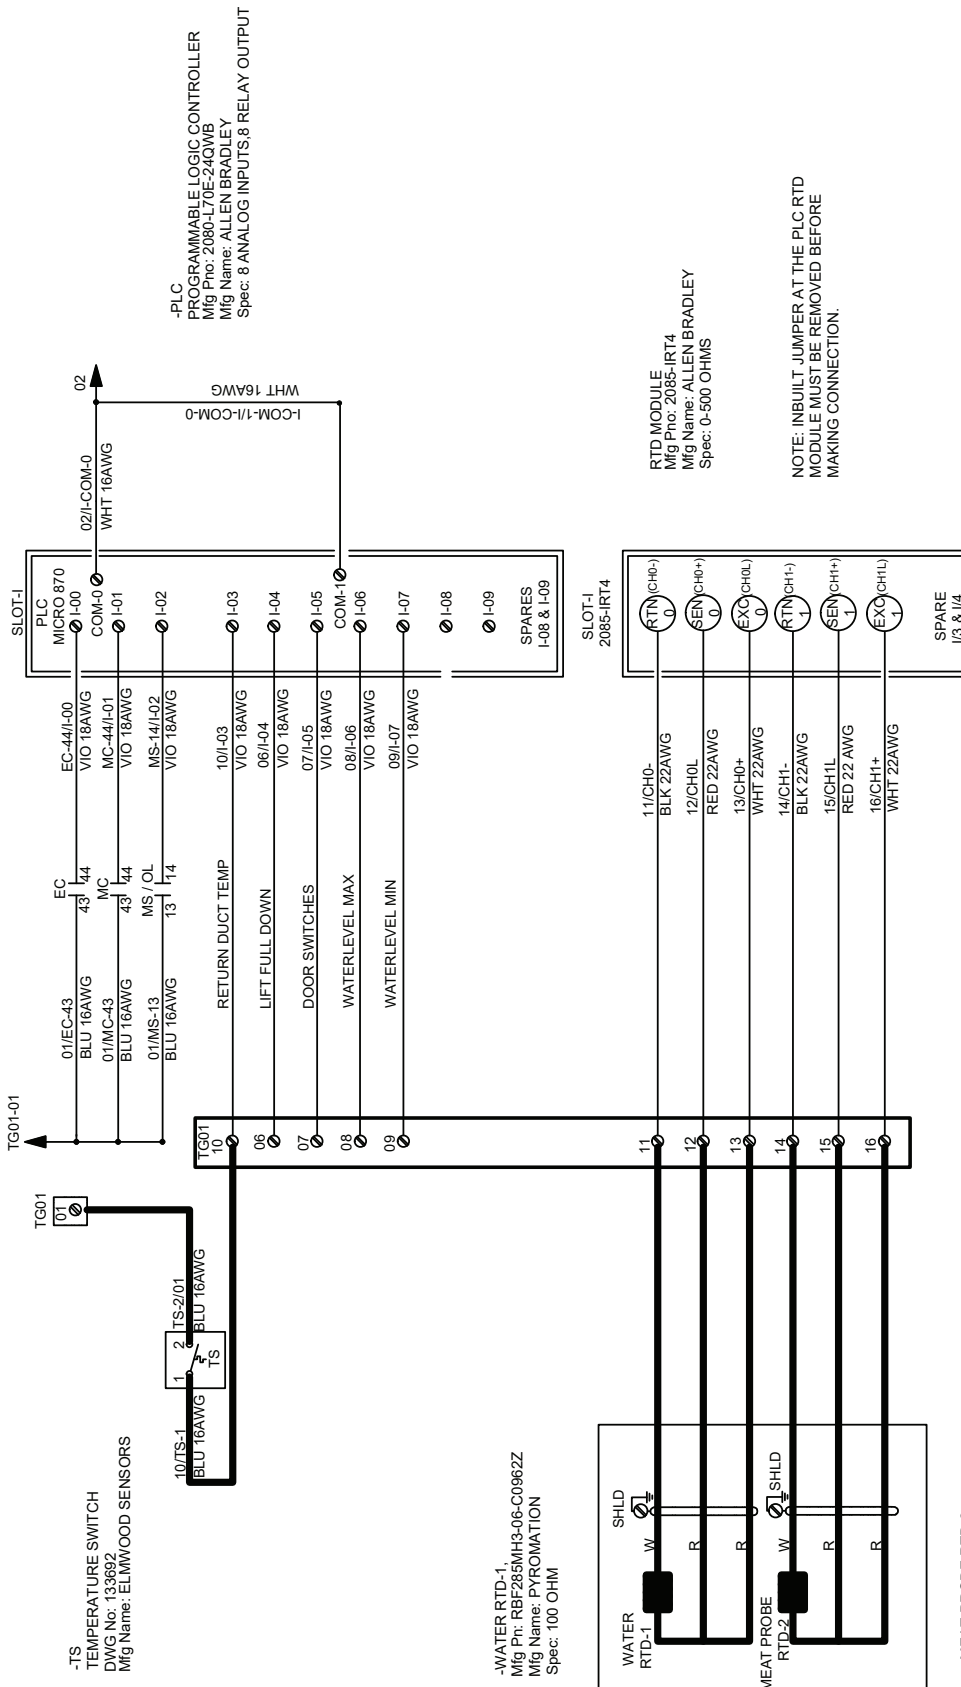 -PLC
PROGRAMMABLE LOGIC CONTROLLER
Mfg Pno: 2080-L70E-24QWB
Mfg Name: ALLEN BRADLEY
Spec: 8 ANALOG INPUTS,8 RELAY OUTPUT
02
02/I-COM-0
WHT 16AWG
I-COM-1/I-COM-0
WHT 16AWG
SLOT-I
PLC
MICRO 870
I-00
COM-0
I-01
I-02
I-03
I-04
I-05
COM-1
I-06
I-07
I-08
I-09
SPARES
I-08 & I-09
EC-44/I-00
VIO 18AWG
MC-44/I-01
VIO 18AWG
MS-14/I-02
VIO 18AWG
10/I-03
VIO 18AWG
06/I-04
VIO 18AWG
07/I-05
VIO 18AWG
08/I-06
VIO 18AWG
09/I-07
VIO 18AWG
EC
43 44
MC
43 44
MS / OL
13 14
RETURN DUCT TEMP
LIFT FULL DOWN
DOOR SWITCHES
WATERLEVEL MAX
WATERLEVEL MIN
01/EC-43
BLU 16AWG
01/MC-43
BLU 16AWG
01/MS-13
BLU 16AWG
TG01-01
TG01
10
06
07
08
09
11
12
13
14
15
16
TG01
01
TS-2/01
BLU 16AWG
1 2
TS
10/TS-1
BLU 16AWG
-TS
TEMPERATURE SWITCH
DWG No: 133692
Mfg Name: ELMWOOD SENSORS
RTD MODULE
Mfg Pno: 2085-IRT4
Mfg Name: ALLEN BRADLEY
Spec: 0-500 OHMS
NOTE: INBUILT JUMPER AT THE PLC RTD
MODULE MUST BE REMOVED BEFORE
MAKING CONNECTION.
SLOT-I
2085-IRT4
RTN (CH0-)
0
SEN (CH0+)
0
EXC (CH0L)
0
RTN (CH1-)
1
SEN (CH1+)
1
EXC (CH1L)
1
SPARE
I/3 & I/4
11/CH0-
BLK 22AWG
12/CH0L
RED 22AWG
13/CH0+
WHT 22AWG
14/CH1-
BLK 22AWG
15/CH1L
RED 22 AWG
16/CH1+
WHT 22AWG
-WATER RTD-1,
Mfg Pn: RBF285MH3-06-C0962Z
Mfg Name: PYROMATION
Spec: 100 OHM
SHLD
W
R
R
WATER
RTD-1
SHLD
W
R
R
MEAT PROBE
RTD-2